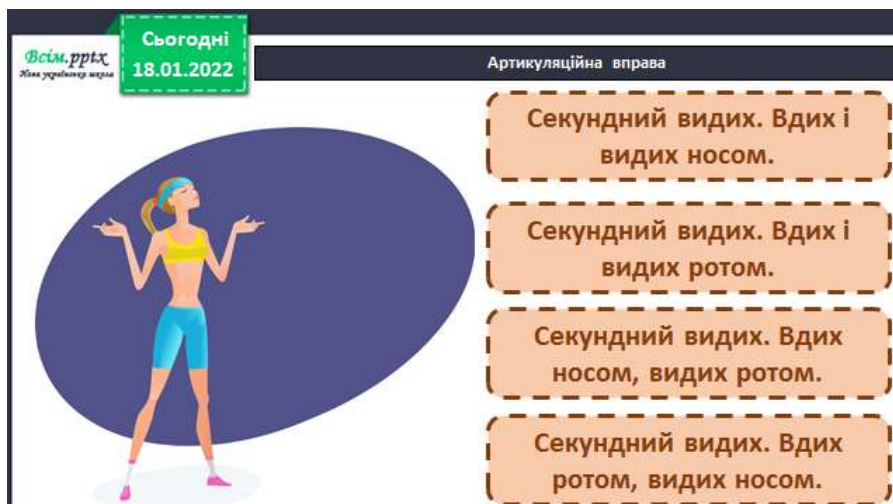 Всім.pptx
Нова українська школа
Сьогодні
18.01.2022
Артикуляційна вправа
Секундний видих. Вдих і
видих носом.
Секундний видих. Вдих і
видих ротом.
Секундний видих. Вдих
носом, видих ротом.
Секундний видих. Вдих
ротом, видих носом.